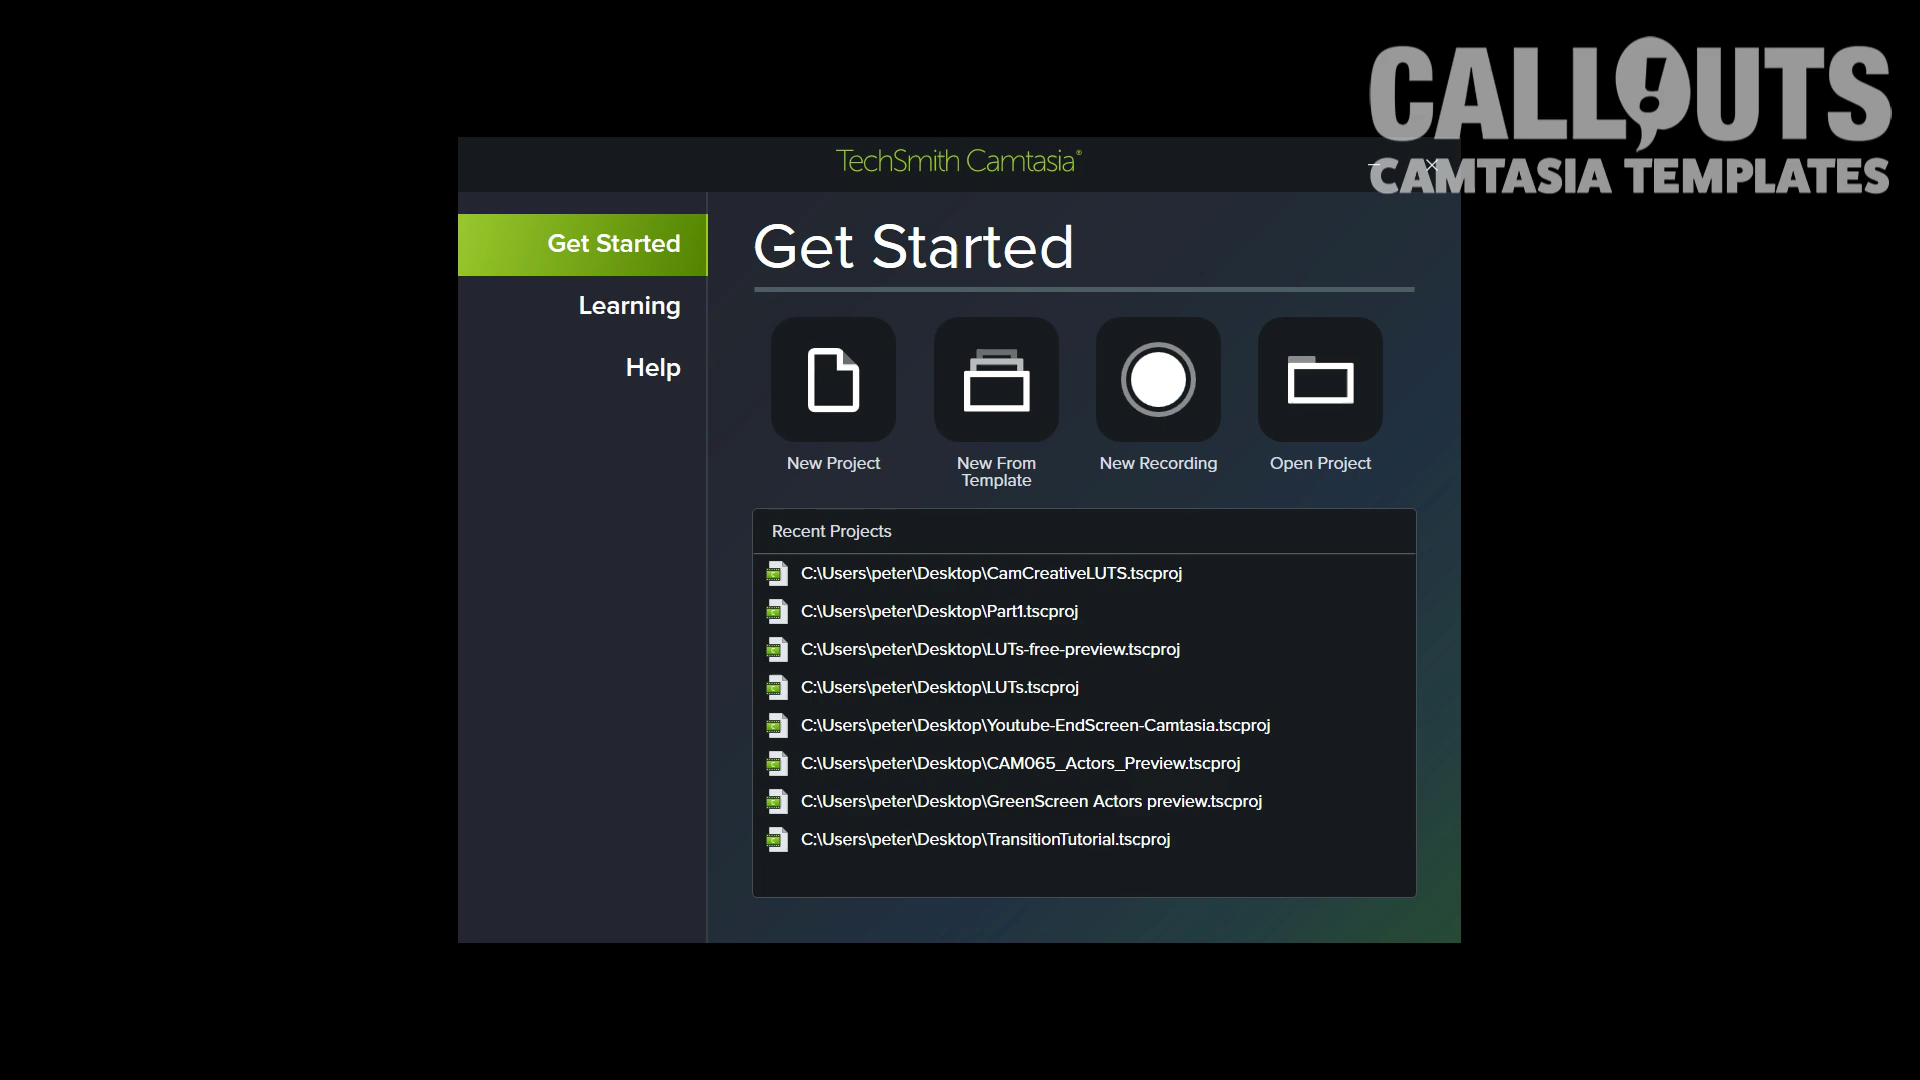 CALLOUTS
CAMTASIA TEMPLATES
TechSmith Camtasia®
Get Started
Learning
Help
Get Started
New Project
New From
Template
New Recording
Open Project
Recent Projects
C:\Users\peter\Desktop\CamCreativeLUTS.tscproj
C:\Users\peter\Desktop\Part1.tscproj
C:\Users\peter\Desktop\LUTs-free-preview.tscproj
C:\Users\peter\Desktop\LUTs.tscproj
C:\Users\peter\Desktop\Youtube-EndScreen-Camtasia.tscproj
C:\Users\peter\Desktop\CAM065_Actors_Preview.tscproj
C:\Users\peter\Desktop\GreenScreen Actors preview.tscproj
C:\Users\peter\Desktop\TransitionTutorial.tscproj